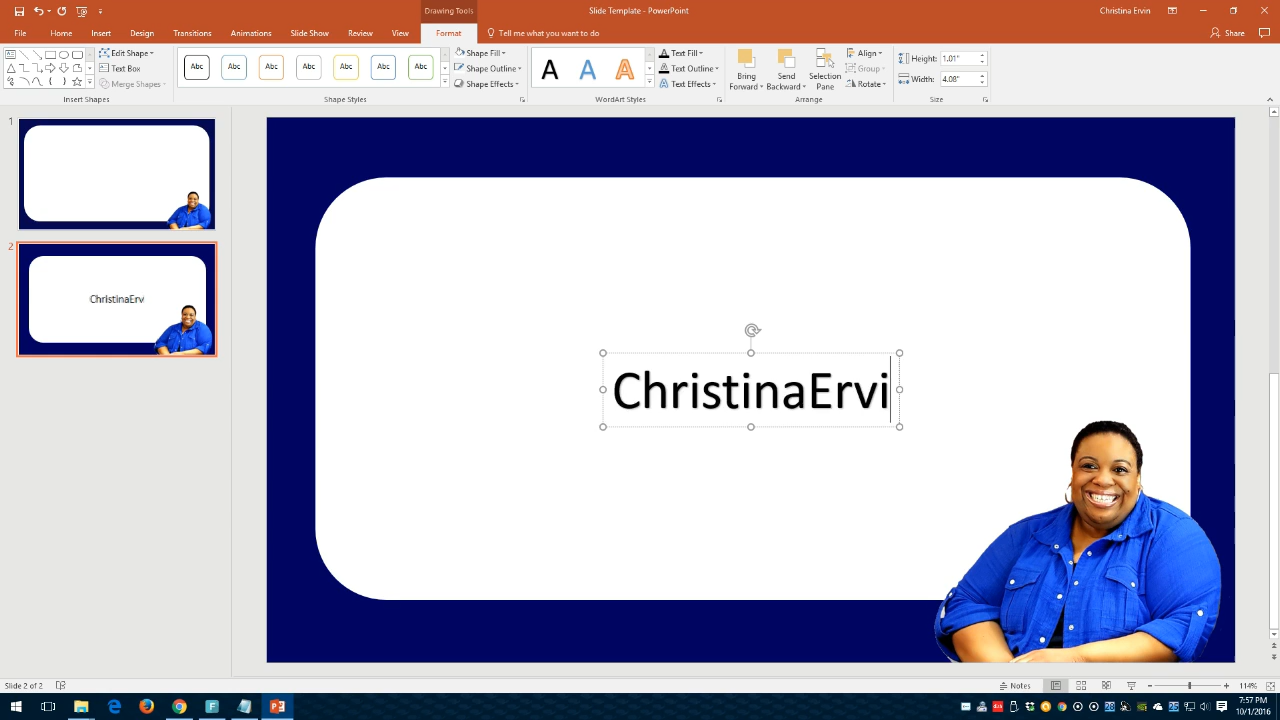 Drawing Tools
Slide Template - PowerPoint
Christina Ervin
File
Home
Insert
Design
Transitions
Animations
Slide Show
Review
View
Format
Tell me what you want to do
Share
Edit Shape
Text Box
Merge Shapes
Insert Shapes
Abc
Abc
Abc
Abc
Abc
Abc
Abc
Shape Fill
Shape Outline
Shape Effects
Shape Styles
A
A
A
Text Fill
Text Outline
Text Effects
WordArt Styles
Bring Forward
Send Backward
Selection Pane
Align
Group
Rotate
Arrange
Height: 1.01"
Width: 4.08"
Size
1
2
ChristinaErv
ChristinaErvi
Slide 2 of 2
Notes
114%
7:57 PM
10/1/2016